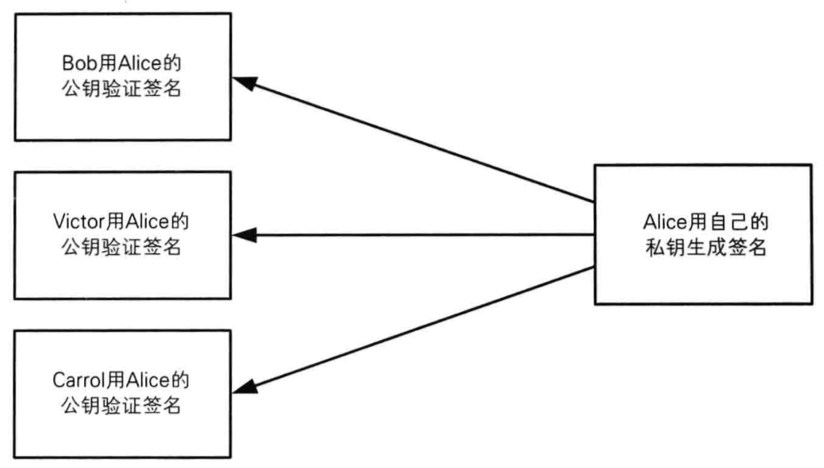 Bob用Alice的
公钥验证签名
Victor用Alice的
公钥验证签名
Carrol用Alice的
公钥验证签名
Alice用自己的
私钥生成签名